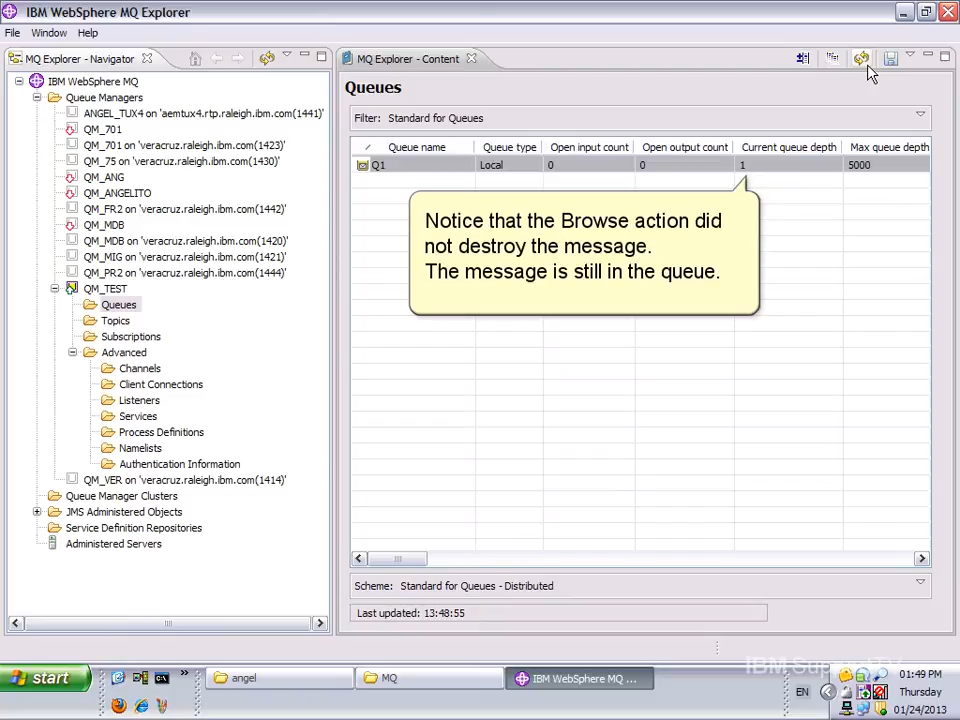 IBM WebSphere MQ Explorer
File Window Help
MQ Explorer - Navigator
IBM WebSphere MQ
Queue Managers
ANGEL_TUX4 on 'aemtux4.rtp.raleigh.ibm.com(1441)'
QM_701
QM_701 on 'veracruz.raleigh.ibm.com(1423)'
QM_75 on 'veracruz.raleigh.ibm.com(1430)'
QM_ANG
QM_ANGELITO
QM_FR2 on 'veracruz.raleigh.ibm.com(1442)'
QM_MDB
QM_MDB on 'veracruz.raleigh.ibm.com(1420)'
QM_MIG on 'veracruz.raleigh.ibm.com(1421)'
QM_PR2 on 'veracruz.raleigh.ibm.com(1444)'
QM_TEST
Queues
Topics
Subscriptions
Advanced
Channels
Client Connections
Listeners
Services
Process Definitions
Namelists
Authentication Information
QM_VER on 'veracruz.raleigh.ibm.com(1414)'
Queue Manager Clusters
JMS Administered Objects
Service Definition Repositories
Administered Servers
MQ Explorer - Content
Queues
Filter: Standard for Queues
Queue name Queue type Open input count Open output count Current queue depth Max queue depth
Q1 Local 0 0 1 5000
Notice that the Browse action did
not destroy the message.
The message is still in the queue.
Scheme: Standard for Queues - Distributed
Last updated: 13:48:55
start
angel
MQ
IBM WebSphere MQ ...
EN
01:49 PM
Thursday
01/24/2013